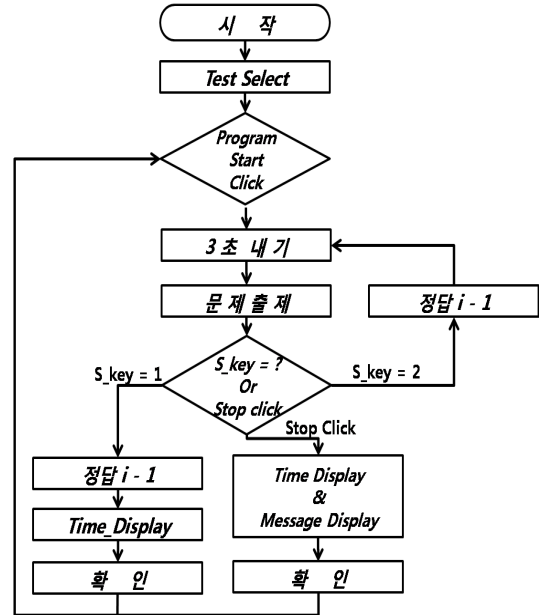 시 작
Test Select
Program
Start
Click
3초 내기
문제출제
정답 i - 1
S_key = 1
S_key = ?
Or
Stop click
S_key = 2
Stop Click
정답 i - 1
Time Display
&
Message Display
Time_Display
확 인
확 인